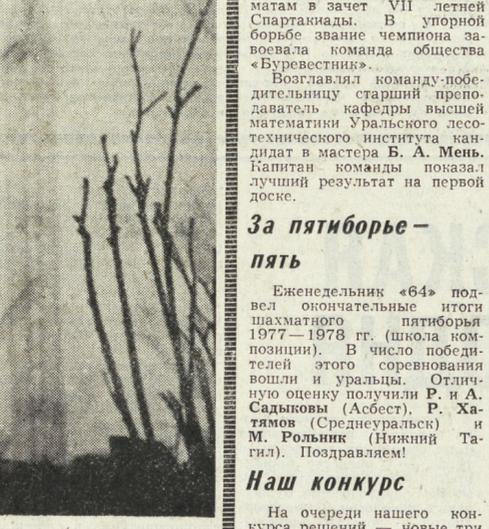 матам в зачет VII летней
Спартакиады. В упорной
борьбе звание чемпиона за-
воевала команда общества
«Буревестник».
Возглавлял команду-побе-
дительницу старший препо-
даватель кафедры высшей
математики Уральского лесо-
технического института кан-
дидат в мастера Б. А. Мень.
Капитан команды показал
лучший результат на первой
доске.
За пятиборье —
пять
Еженедельник «64» под-
вел окончательные итоги
шахматного пятиборья
1977—1978 гг. (школа ком-
позиции). В число победи-
телей этого соревнования
вошли и уральцы. Отлич-
ную оценку получили Р. и А.
Садыковы (Асбест), Р. Ха-
тямов (Среднеуральск) и
М. Рольник (Нижний Та-
гил). Поздравляем!
Наш конкурс
На очереди нашего кон-
курса решений — новые три